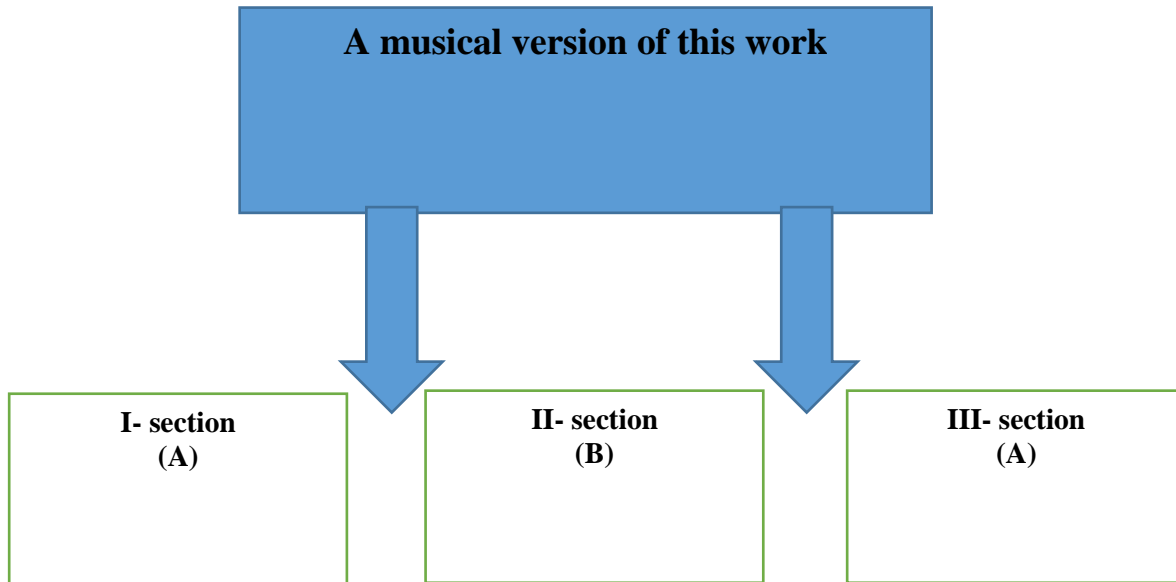 A musical version of this work
I- section
(A)
II- section
(B)
III- section
(A)